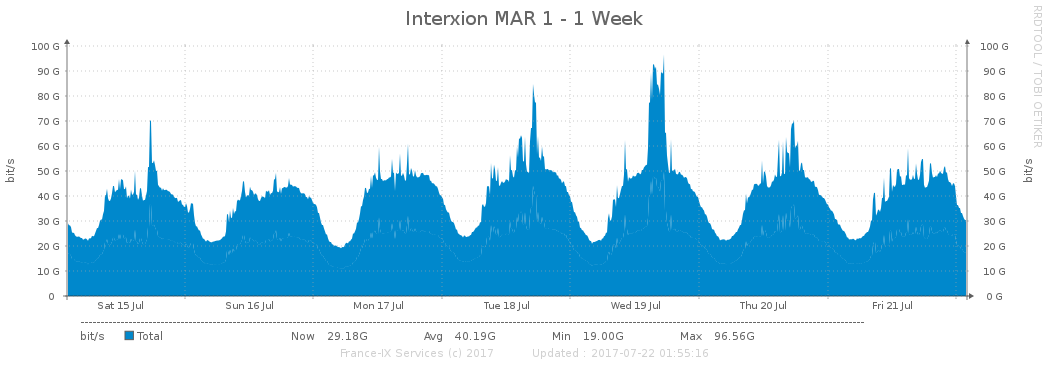 Interxion MAR 1 - 1 Week
RRDTOOL / TOBI OETIKER
100 G 100 G
90 G 90 G
80 G 80 G
70 G 70 G
60 G 60 G
50 G 50 G
40 G 40 G
30 G 30 G
20 G 20 G
10 G 10 G
0 0 G
bit/s bit/s
Sat 15 Jul Sun 16 Jul Mon 17 Jul Tue 18 Jul Wed 19 Jul Thu 20 Jul Fri 21 Jul
bit/s Total Now 29.18G Avg 40.19G Min 19.00G Max 96.56G
France-IX Services (c) 2017 Updated : 2017-07-22 01:55:16